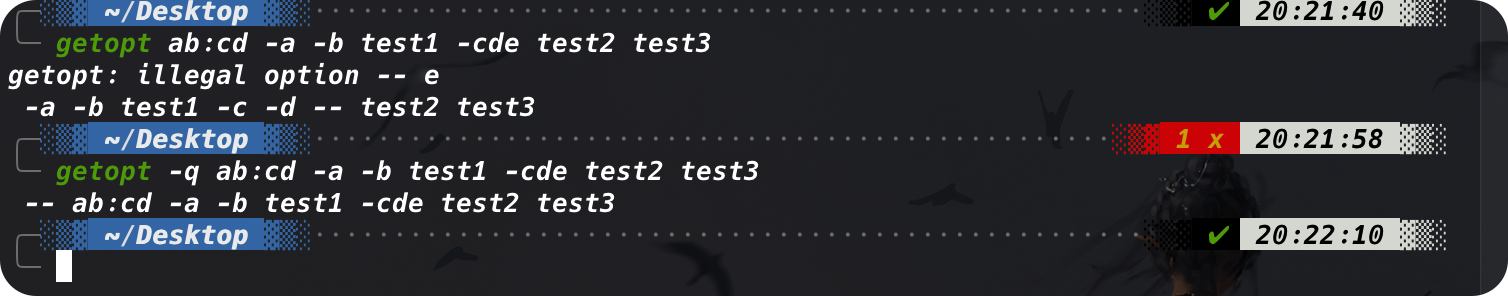 ~/Desktop ✔ 20:21:40
getopt ab:cd -a -b test1 -cde test2 test3
getopt: illegal option -- e
-a -b test1 -c -d -- test2 test3
~/Desktop 1 x 20:21:58
getopt -q ab:cd -a -b test1 -cde test2 test3
-- ab:cd -a -b test1 -cde test2 test3
~/Desktop ✔ 20:22:10